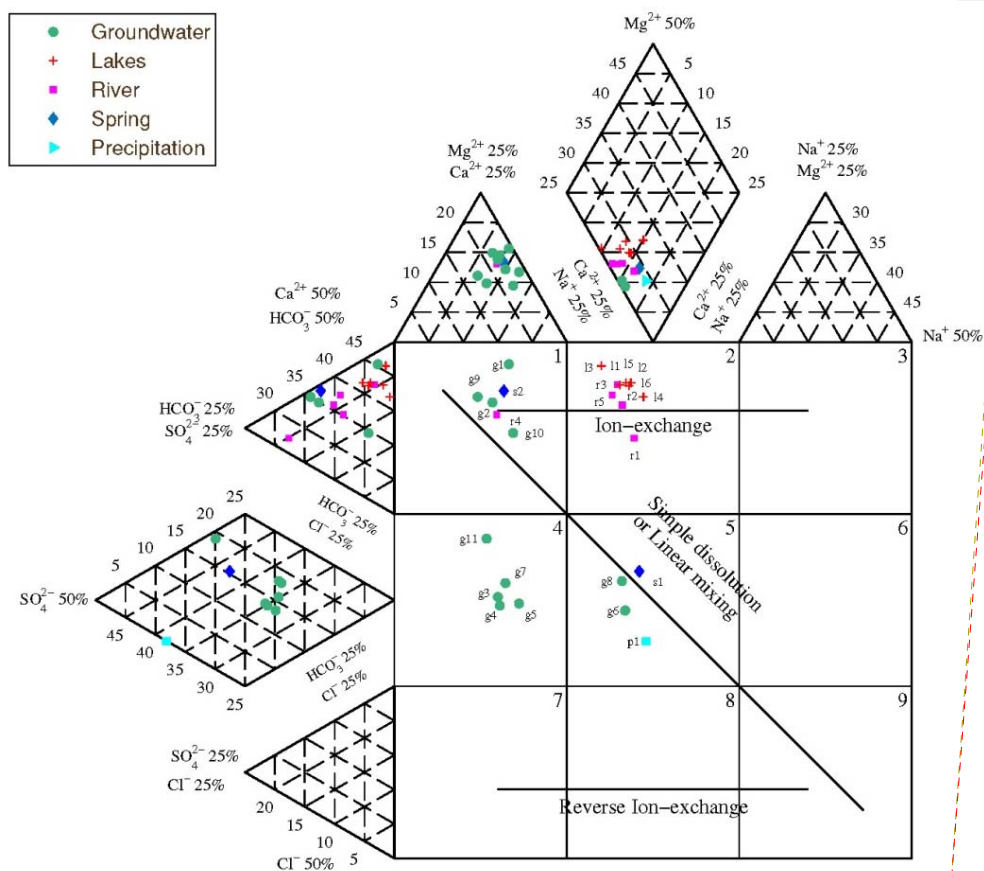 Groundwater
Lakes
River
Spring
Precipitation
Mg²⁺ 50%
45
5
40
10
35
15
30
20
25
25
Mg²⁺ 25%
Ca²⁺ 25%
20
15
10
5
Na⁺ 25%
Mg²⁺ 25%
30
35
40
45
Na⁺ 50%
Ca²⁺ 25%
Na⁺ 25%
Ca²⁺ 25%
Na⁺ 25%
Ca²⁺ 50%
HCO₃⁻ 50%
45
40
35
30
HCO₃⁻ 25%
SO₄²⁻ 25%
HCO₃⁻ 25%
Cl⁻ 25%
1
2
3
g1
g9
s2
g2
r4
g10
l3
l1
l5
l2
r3
l6
r5
r2
l4
Ion-exchange
r1
4
5
6
g11
g7
g3
g4
g5
g8
s1
g6
p1
Simple dissolution
or Linear mixing
25
20
15
10
5
SO₄²⁻ 50%
45
40
35
30
25
HCO₃⁻ 25%
Cl⁻ 25%
7
8
9
SO₄²⁻ 25%
Cl⁻ 25%
20
15
10
5
Cl⁻ 50%
Reverse Ion-exchange